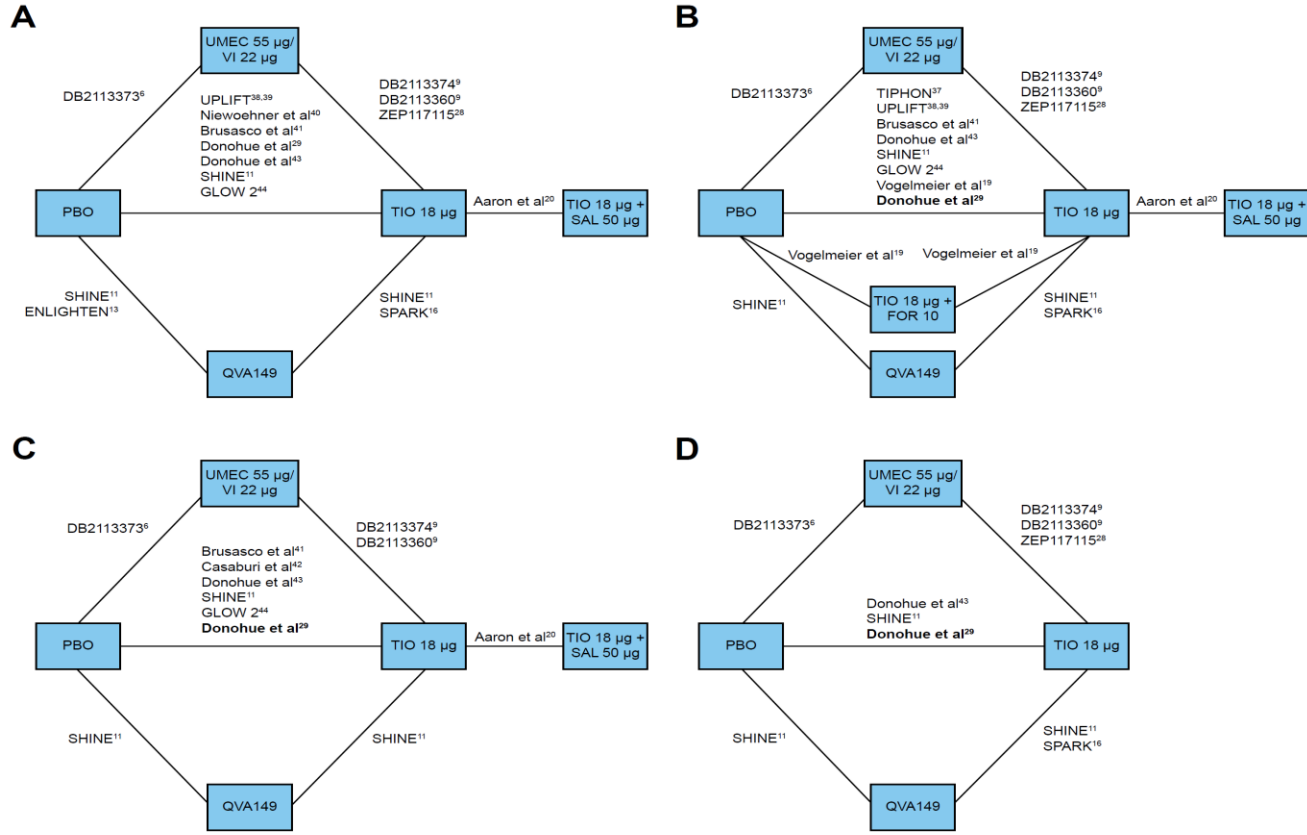 A
UMEC 55 µg/
VI 22 µg
DB2113373⁶
DB2113374⁹
DB2113360⁹
ZEP117115²⁸
UPLIFT³⁸,³⁹
Niewoehner et al⁴⁰
Brusasco et al⁴¹
Donohue et al²⁹
Donohue et al⁴³
SHINE¹¹
GLOW 2⁴⁴
PBO
TIO 18 µg
Aaron et al²⁰
TIO 18 µg +
SAL 50 µg
SHINE¹¹
ENLIGHTEN¹³
SHINE¹¹
SPARK¹⁶
QVA149
B
UMEC 55 µg/
VI 22 µg
DB2113373⁶
DB2113374⁹
DB2113360⁹
ZEP117115²⁸
TIPHON³⁷
UPLIFT³⁸,³⁹
Brusasco et al⁴¹
Donohue et al⁴³
SHINE¹¹
GLOW 2⁴⁴
Vogelmeier et al¹⁹
Donohue et al²⁹
PBO
TIO 18 µg
Aaron et al²⁰
TIO 18 µg +
SAL 50 µg
Vogelmeier et al¹⁹
Vogelmeier et al¹⁹
SHINE¹¹
TIO 18 µg +
FOR 10
SHINE¹¹
SPARK¹⁶
QVA149
C
UMEC 55 µg/
VI 22 µg
DB2113373⁶
DB2113374⁹
DB2113360⁹
Brusasco et al⁴¹
Casaburi et al⁴²
Donohue et al⁴³
SHINE¹¹
GLOW 2⁴⁴
Donohue et al²⁹
PBO
TIO 18 µg
Aaron et al²⁰
TIO 18 µg +
SAL 50 µg
SHINE¹¹
SHINE¹¹
QVA149
D
UMEC 55 µg/
VI 22 µg
DB2113373⁶
DB2113374⁹
DB2113360⁹
ZEP117115²⁸
Donohue et al⁴³
SHINE¹¹
Donohue et al²⁹
PBO
TIO 18 µg
SHINE¹¹
SHINE¹¹
SPARK¹⁶
QVA149